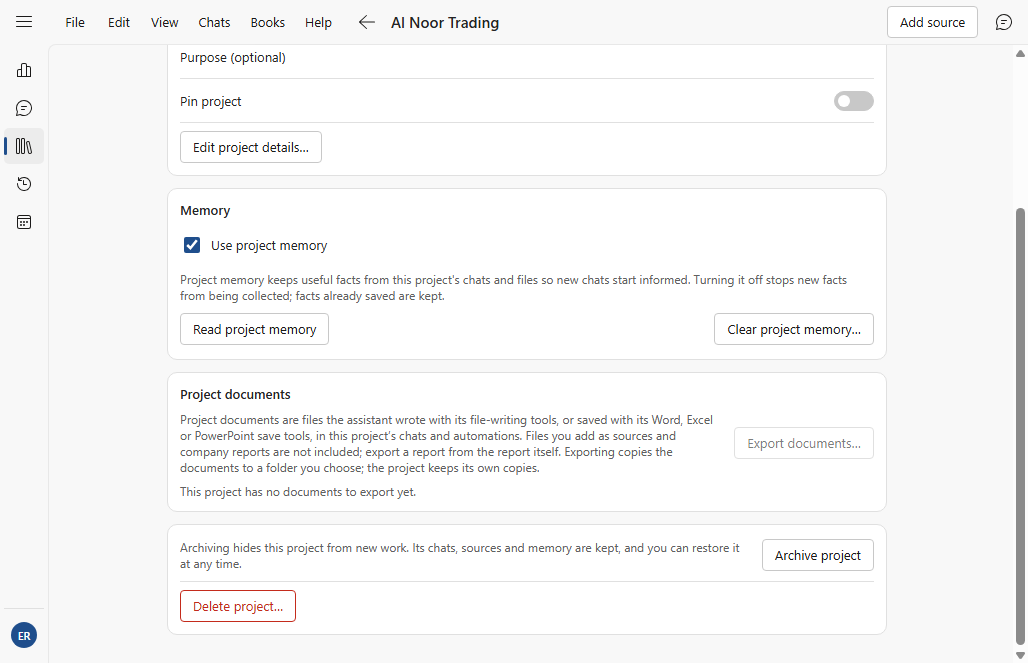 File Edit View Chats Books Help AI Noor Trading Add source
Purpose (optional)
Pin project
Edit project details...
Memory
Use project memory
Project memory keeps useful facts from this project's chats and files so new chats start informed. Turning it off stops new facts
from being collected; facts already saved are kept.
Read project memory Clear project memory...
Project documents
Project documents are files the assistant wrote with its file-writing tools, or saved with its Word, Excel
or PowerPoint save tools, in this project's chats and automations. Files you add as sources and
company reports are not included; export a report from the report itself. Exporting copies the
documents to a folder you choose; the project keeps its own copies.
Export documents...
This project has no documents to export yet.
Archiving hides this project from new work. Its chats, sources and memory are kept, and you can restore it
at any time.
Archive project
Delete project...
ER